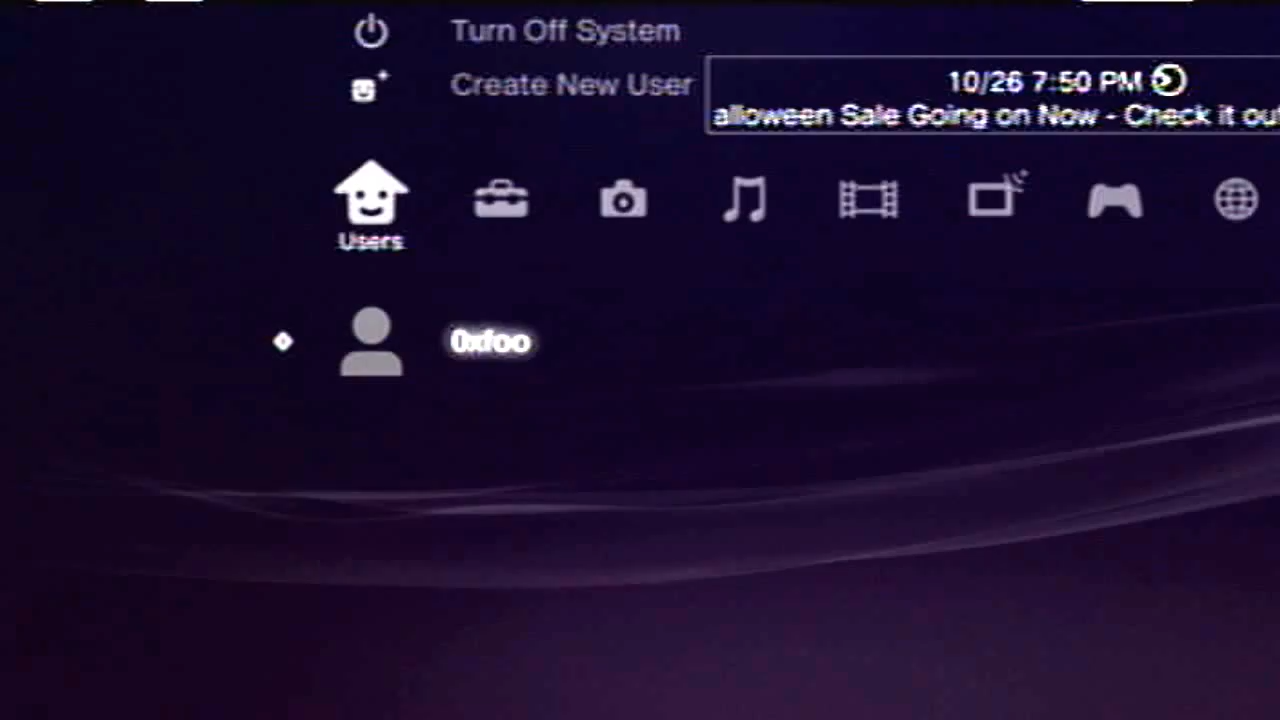 Turn Off System
Create New User
10/26 7:50 PM
alloween Sale Going on Now - Check it out
Users
0xfoo